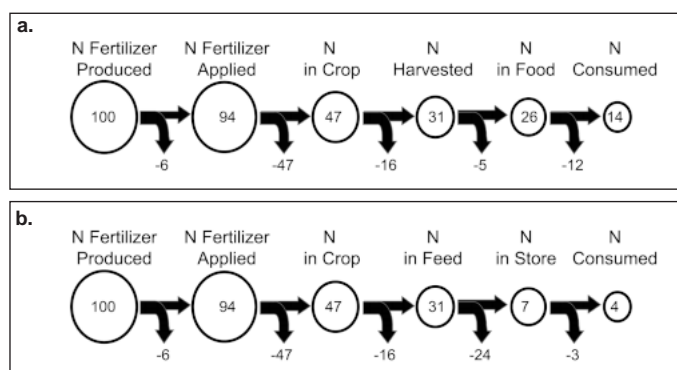 a.
N Fertilizer N Fertilizer N N N N
Produced Applied in Crop Harvested in Food Consumed
100 94 47 31 26 14
-6 -47 -16 -5 -12
b.
N Fertilizer N Fertilizer N N N N
Produced Applied in Crop in Feed in Store Consumed
100 94 47 31 7 4
-6 -47 -16 -24 -3